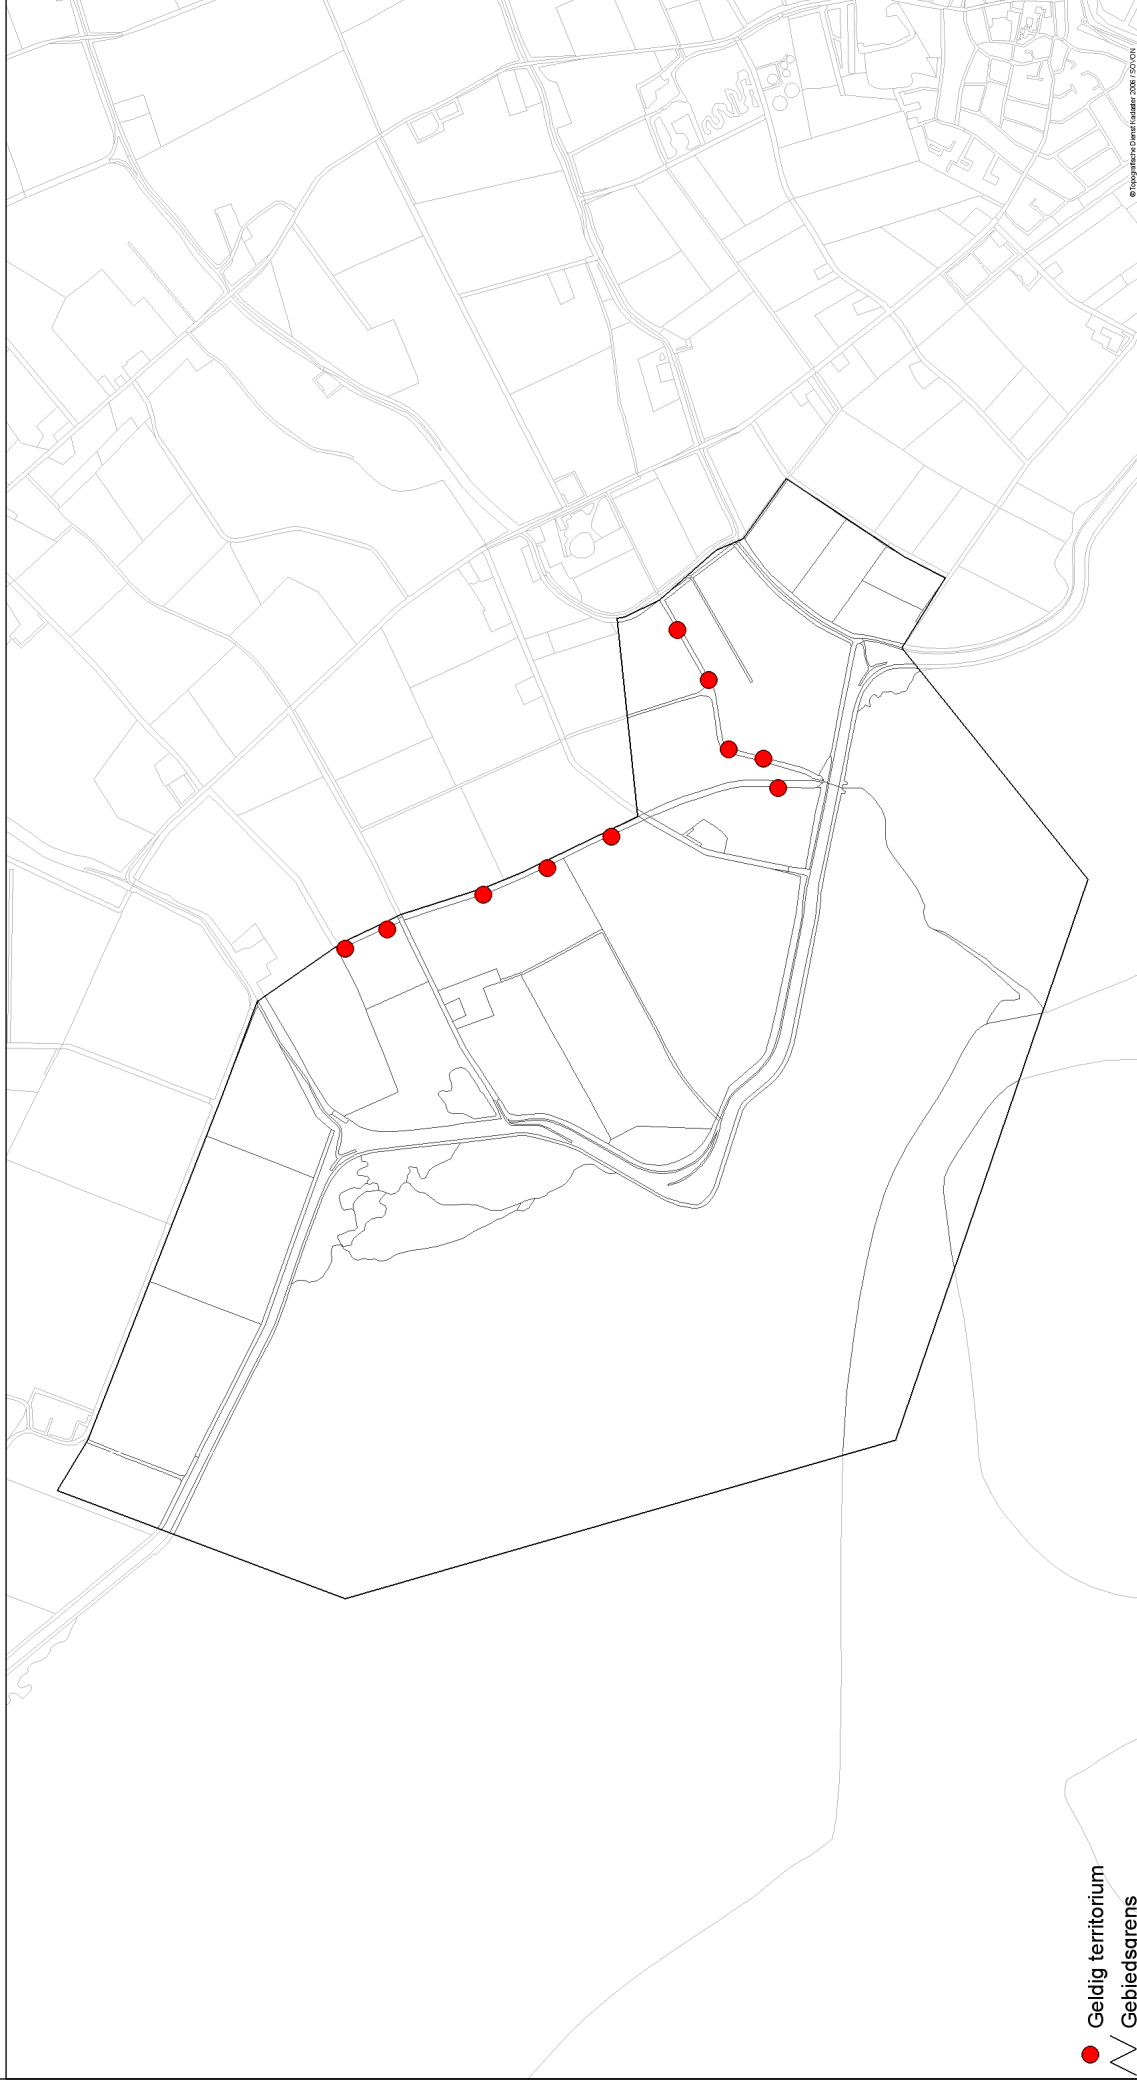 © Topografische Dienst Kadaster 2006 / SOVON
Geldig territorium
Gebiedsgrens